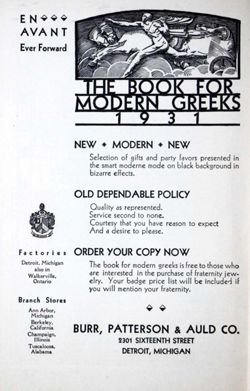 EN
AVANT
Ever Forward
THE BOOK FOR
MODERN GREEKS
1931
NEW ✦ MODERN ✦ NEW
Selection of gifts and party favors presented in
the smart moderne mode on black background in
bizarre effects.
OLD DEPENDABLE POLICY
Quality as represented.
Service second to none.
Courtesy that you have reason to expect
And a desire to please.
Factories
Detroit, Michigan
also in
Walkerville,
Ontario
Branch Stores
Ann Arbor,
Michigan
Berkeley,
California
Champaign,
Illinois
Tuscaloosa,
Alabama
ORDER YOUR COPY NOW
The book for modern greeks is free to those who
are interested in the purchase of fraternity jew-
elry. Your badge price list will be included if
you will mention your fraternity.
BURR, PATTERSON & AULD CO.
2301 SIXTEENTH STREET
DETROIT, MICHIGAN